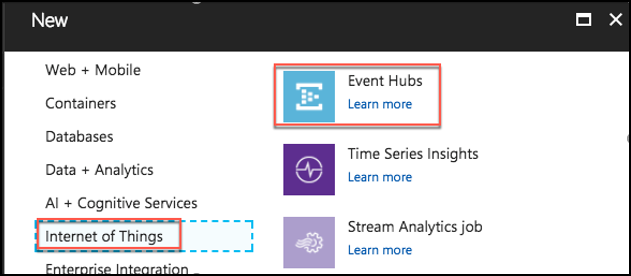 New
Web + Mobile
Containers
Databases
Data + Analytics
AI + Cognitive Services
Internet of Things
Enterprise Integration
Event Hubs
Learn more
Time Series Insights
Learn more
Stream Analytics job
Learn more